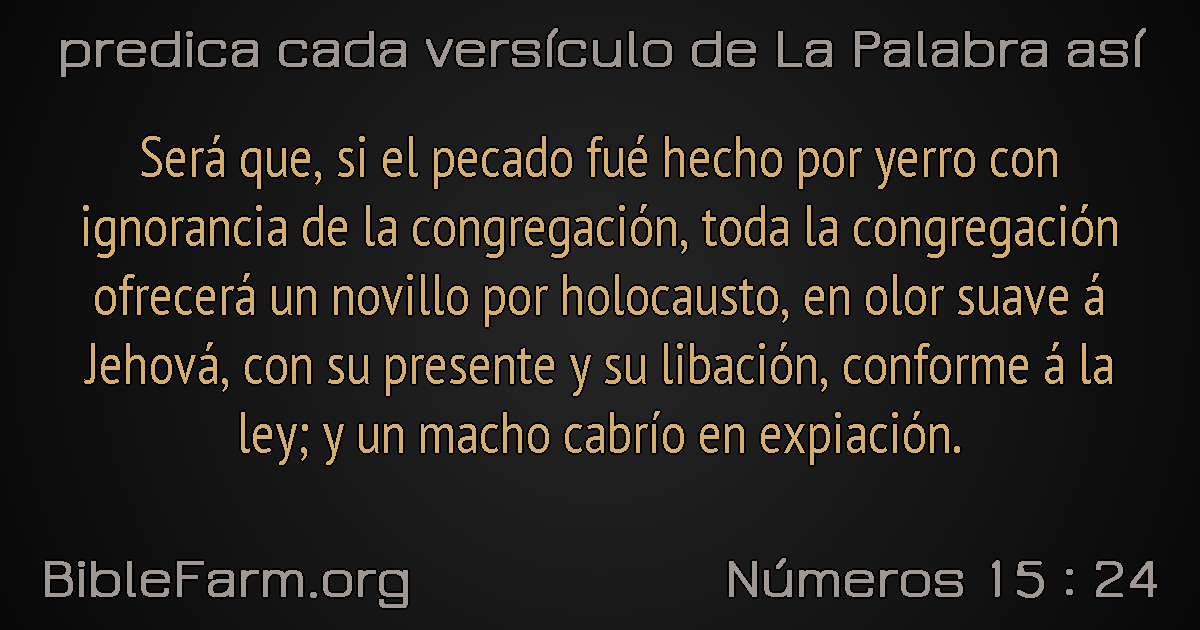 predica cada versículo de La Palabra así
Será que, si el pecado fué hecho por yerro con
ignorancia de la congregación, toda la congregación
ofrecerá un novillo por holocausto, en olor suave á
Jehová, con su presente y su libación, conforme á la
ley; y un macho cabrío en expiación.
BibleFarm.org
Números 15 : 24